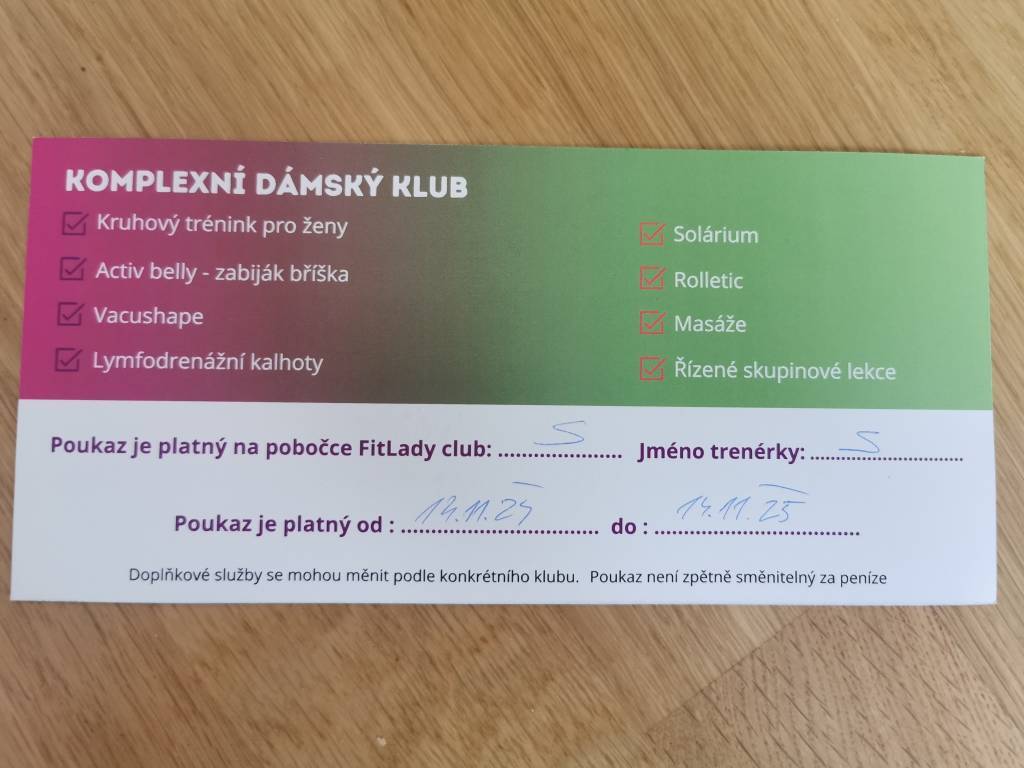 KOMPLEXNÍ DÁMSKÝ KLUB
Kruhový trénink pro ženy
Activ belly - zabiják bříška
Vacushape
Lymfodrenážní kalhoty
Solárium
Rolletic
Masáže
Řízené skupinové lekce
Poukaz je platný na pobočce FitLady club: S Jméno trenérky: S
Poukaz je platný od : 14.11.24 do : 14.11.25
Doplňkové služby se mohou měnit podle konkrétního klubu. Poukaz není zpětně směnitelný za peníze